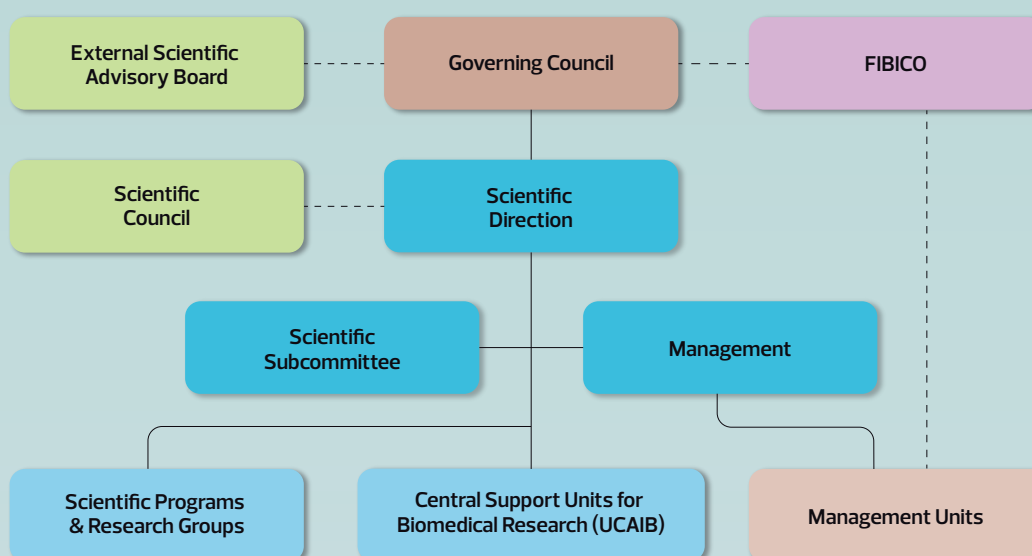 External Scientific
Advisory Board
Governing Council
FIBICO
Scientific
Council
Scientific
Direction
Scientific
Subcommittee
Management
Scientific Programs
& Research Groups
Central Support Units for
Biomedical Research (UCAIB)
Management Units